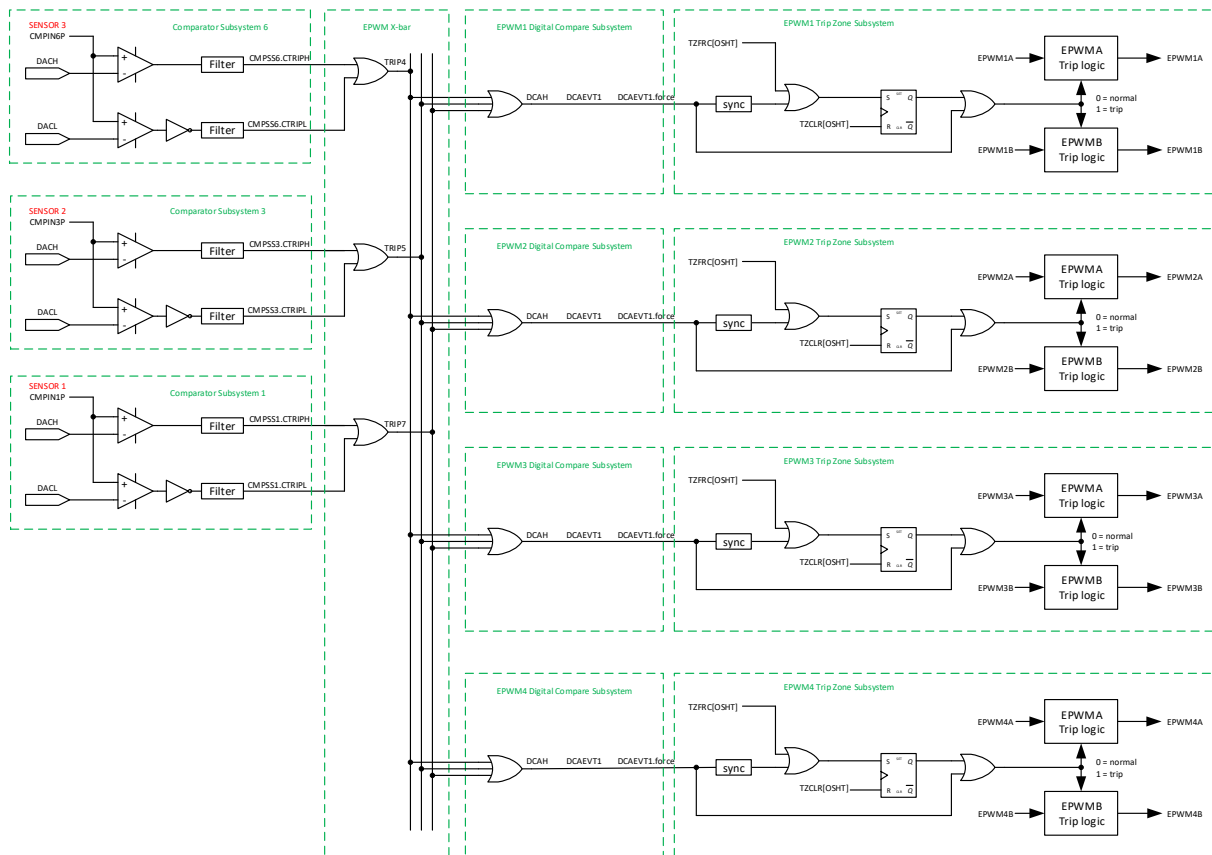 SENSOR 3
CMPIN6P
Comparator Subsystem 6
DACH
+
-
Filter
CMPSS6.CTRIPH
DACL
+
-
Filter
CMPSS6.CTRIPL
SENSOR 2
CMPIN3P
Comparator Subsystem 3
DACH
+
-
Filter
CMPSS3.CTRIPH
DACL
+
-
Filter
CMPSS3.CTRIPL
SENSOR 1
CMPIN1P
Comparator Subsystem 1
DACH
+
-
Filter
CMPSS1.CTRIPH
DACL
+
-
Filter
CMPSS1.CTRIPL
EPWM X-bar
TRIP4
TRIP5
TRIP7
EPWM1 Digital Compare Subsystem
DCAH DCAEVT1 DCAEVT1.force
EPWM1 Trip Zone Subsystem
TZFRC[OSHT]
sync
TZCLR[OSHT]
S SET Q
R CLR Q
EPWM1A
EPWMA
Trip logic
EPWM1A
0 = normal
1 = trip
EPWM1B
EPWMB
Trip logic
EPWM1B
EPWM2 Digital Compare Subsystem
DCAH DCAEVT1 DCAEVT1.force
EPWM2 Trip Zone Subsystem
TZFRC[OSHT]
sync
TZCLR[OSHT]
S SET Q
R CLR Q
EPWM2A
EPWMA
Trip logic
EPWM2A
0 = normal
1 = trip
EPWM2B
EPWMB
Trip logic
EPWM2B
EPWM3 Digital Compare Subsystem
DCAH DCAEVT1 DCAEVT1.force
EPWM3 Trip Zone Subsystem
TZFRC[OSHT]
sync
TZCLR[OSHT]
S SET Q
R CLR Q
EPWM3A
EPWMA
Trip logic
EPWM3A
0 = normal
1 = trip
EPWM3B
EPWMB
Trip logic
EPWM3B
EPWM4 Digital Compare Subsystem
DCAH DCAEVT1 DCAEVT1.force
EPWM4 Trip Zone Subsystem
TZFRC[OSHT]
sync
TZCLR[OSHT]
S SET Q
R CLR Q
EPWM4A
EPWMA
Trip logic
EPWM4A
0 = normal
1 = trip
EPWM4B
EPWMB
Trip logic
EPWM4B